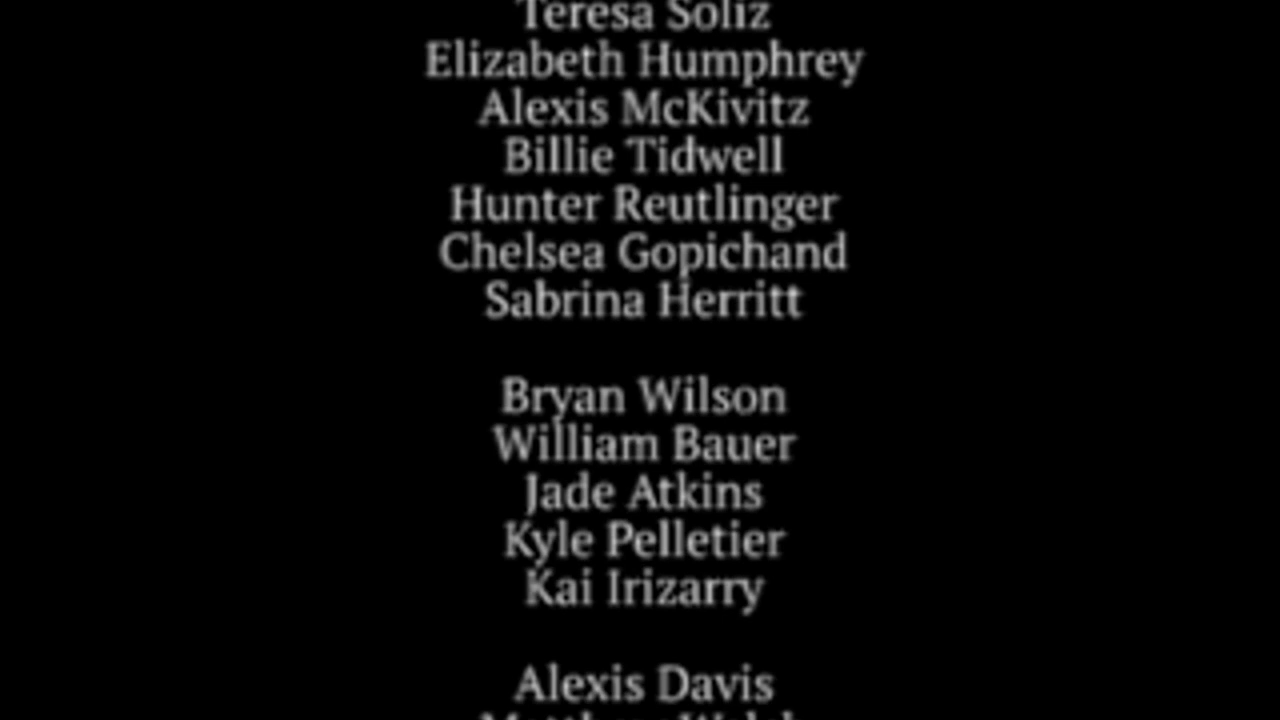 Teresa Soliz
Elizabeth Humphrey
Alexis McKivitz
Billie Tidwell
Hunter Reutlinger
Chelsea Gopichand
Sabrina Herritt
Bryan Wilson
William Bauer
Jade Atkins
Kyle Pelletier
Kai Irizarry
Alexis Davis